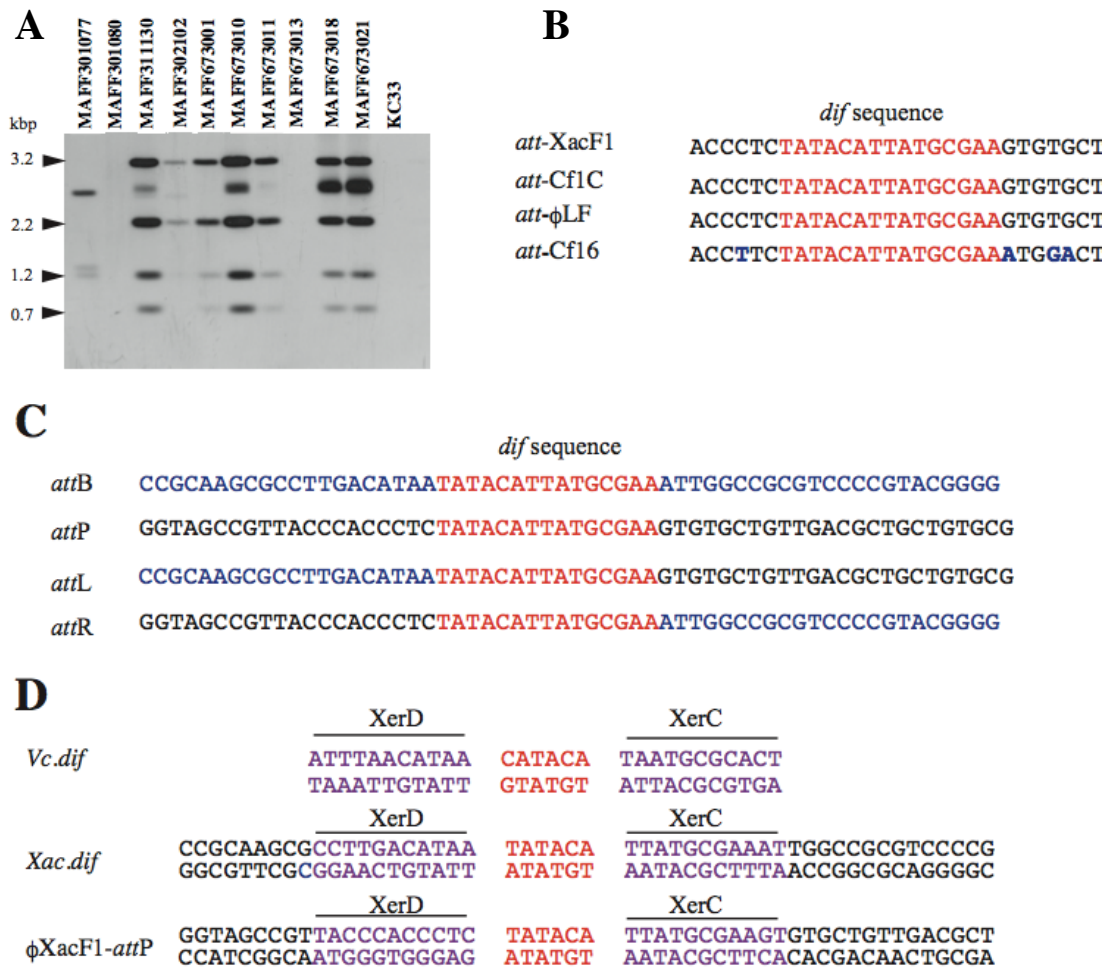 A
B
MAFF301077
MAFF301080
MAFF311130
MAFF302102
MAFF673001
MAFF673010
MAFF673011
MAFF673013
MAFF673018
MAFF673021
KC33
kbp
3.2
2.2
1.2
0.7
dif sequence
att-XacF1 ACCCTCTATACATTATGCGAAGTGTGCT
att-Cf1C ACCCTCTATACATTATGCGAAGTGTGCT
att-ϕLF ACCCTCTATACATTATGCGAAGTGTGCT
att-Cf16 ACCTTCTATACATTATGCGAAAATGGACT
C
dif sequence
attB CCGCAAGCGCCTTGACATAATATACATTATGCGAAATTGGCCGCGTCCCCGTACGGGG
attP GGTAGCCGTTACCCACCCTCTATACATTATGCGAAGTGTGCTGTTGACGCTGCTGTGCG
attL CCGCAAGCGCCTTGACATAATATACATTATGCGAAGTGTGCTGTTGACGCTGCTGTGCG
attR GGTAGCCGTTACCCACCCTCTATACATTATGCGAAATTGGCCGCGTCCCCGTACGGGG
D
XerD XerC
Vc.dif ATTTAACATAA CATACA TAATGCGCACT
TAAATTGTATT GTATGT ATTACGCGTGA
XerD XerC
Xac.dif CCGCAAGCGCCTTGACATAA TATACA TTATGCGAAATTGGCCGCGTCCCCG
GGCGTTCGCGGAACTGTATT ATATGT AATACGCTTTAACCGGCGCAGGGGC
XerD XerC
ϕXacF1-attP GGTAGCCGTTACCCACCCTC TATACA TTATGCGAAGTGTGCTGTTGACGCT
CCATCGGCAATGGGTGGGAG ATATGT AATACGCTTCACACGACAACTGCGA